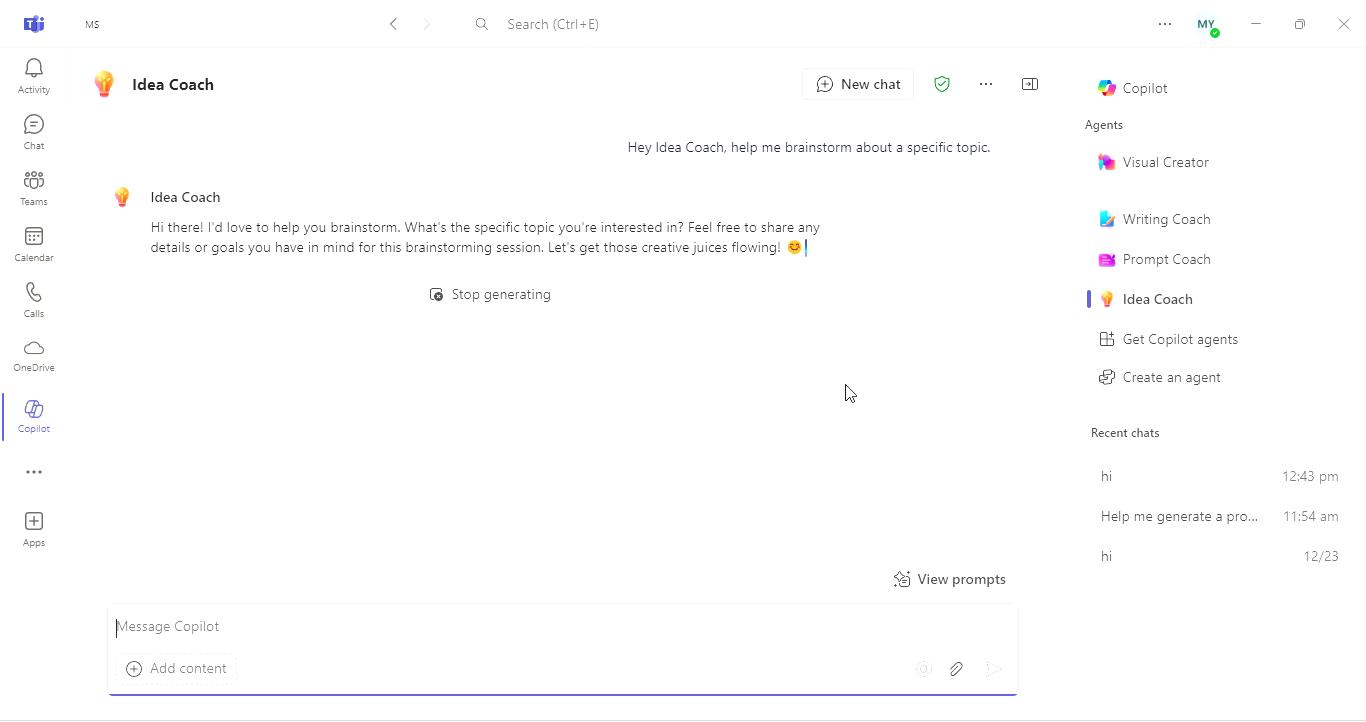 MS
Search (Ctrl+E)
MY
Activity
Chat
Teams
Calendar
Calls
OneDrive
Copilot
Apps
Idea Coach
New chat
Hey Idea Coach, help me brainstorm about a specific topic.
Idea Coach
Hi there! I'd love to help you brainstorm. What's the specific topic you're interested in? Feel free to share any
details or goals you have in mind for this brainstorming session. Let's get those creative juices flowing! 😊
Stop generating
View prompts
Message Copilot
Add content
Copilot
Agents
Visual Creator
Writing Coach
Prompt Coach
Idea Coach
Get Copilot agents
Create an agent
Recent chats
hi 12:43 pm
Help me generate a pro... 11:54 am
hi 12/23